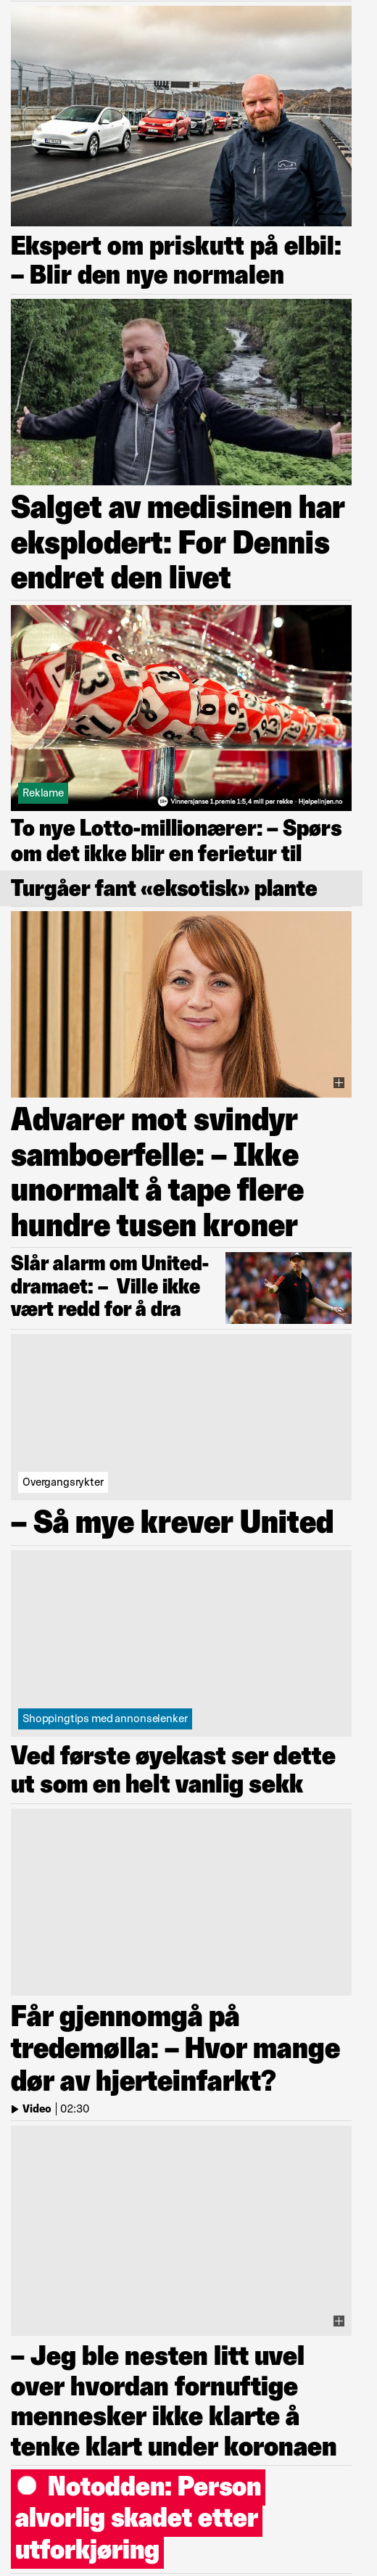 Ekspert om priskutt på elbil:
– Blir den nye normalen
Salget av medisinen har
eksplodert: For Dennis
endret den livet
Reklame
18+ Vinnersjanse 1.premie 1:5,4 mill per rekke · Hjelpelinjen.no
To nye Lotto-millionærer: – Spørs
om det ikke blir en ferietur til
Turgåer fant «eksotisk» plante
Advarer mot svindyr
samboerfelle: – Ikke
unormalt å tape flere
hundre tusen kroner
Slår alarm om United-
dramaet: – Ville ikke
vært redd for å dra
Overgangsrykter
– Så mye krever United
Shoppingtips med annonselenker
Ved første øyekast ser dette
ut som en helt vanlig sekk
Får gjennomgå på
tredemølla: – Hvor mange
dør av hjerteinfarkt?
Video | 02:30
– Jeg ble nesten litt uvel
over hvordan fornuftige
mennesker ikke klarte å
tenke klart under koronaen
Notodden: Person
alvorlig skadet etter
utforkjøring